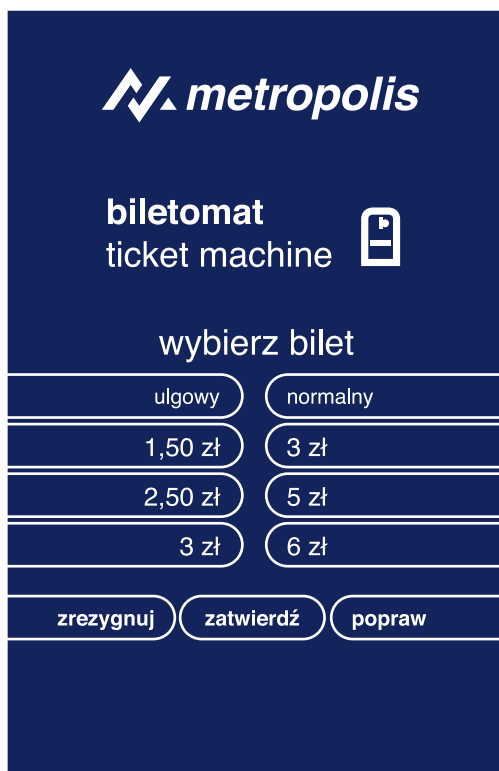 metropolis
biletomat
ticket machine
wybierz bilet
ulgowy normalny
1,50 zł 3 zł
2,50 zł 5 zł
3 zł 6 zł
zrezygnuj zatwierdź popraw